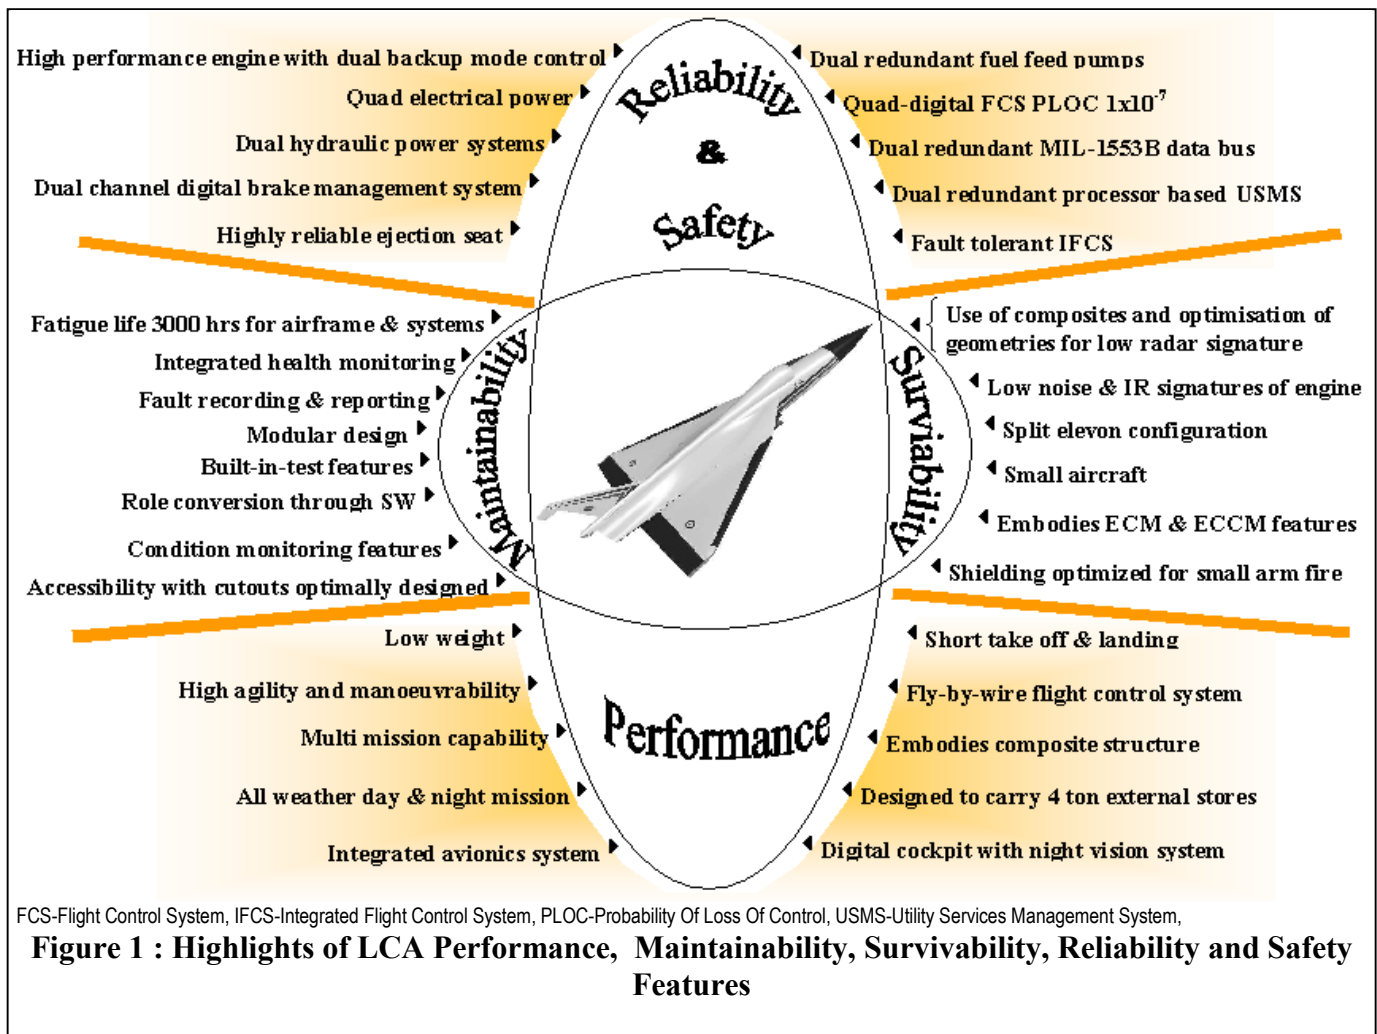 High performance engine with dual backup mode control
Quad electrical power
Dual hydraulic power systems
Dual channel digital brake management system
Highly reliable ejection seat
Reliability
&
Safety
Dual redundant fuel feed pumps
Quad-digital FCS PLOC 1x10⁻⁷
Dual redundant MIL-1553B data bus
Dual redundant processor based USMS
Fault tolerant IFCS
Fatigue life 3000 hrs for airframe & systems
Integrated health monitoring
Fault recording & reporting
Modular design
Built-in-test features
Role conversion through SW
Condition monitoring features
Accessibility with cutouts optimally designed
Maintainability
Surviability
Use of composites and optimisation of
geometries for low radar signature
Low noise & IR signatures of engine
Split elevon configuration
Small aircraft
Embodies ECM & ECCM features
Shielding optimized for small arm fire
Low weight
High agility and manoeuvrability
Multi mission capability
All weather day & night mission
Integrated avionics system
Performance
Short take off & landing
Fly-by-wire flight control system
Embodies composite structure
Designed to carry 4 ton external stores
Digital cockpit with night vision system
FCS-Flight Control System, IFCS-Integrated Flight Control System, PLOC-Probability Of Loss Of Control, USMS-Utility Services Management System,
Figure 1 : Highlights of LCA Performance, Maintainability, Survivability, Reliability and Safety
Features